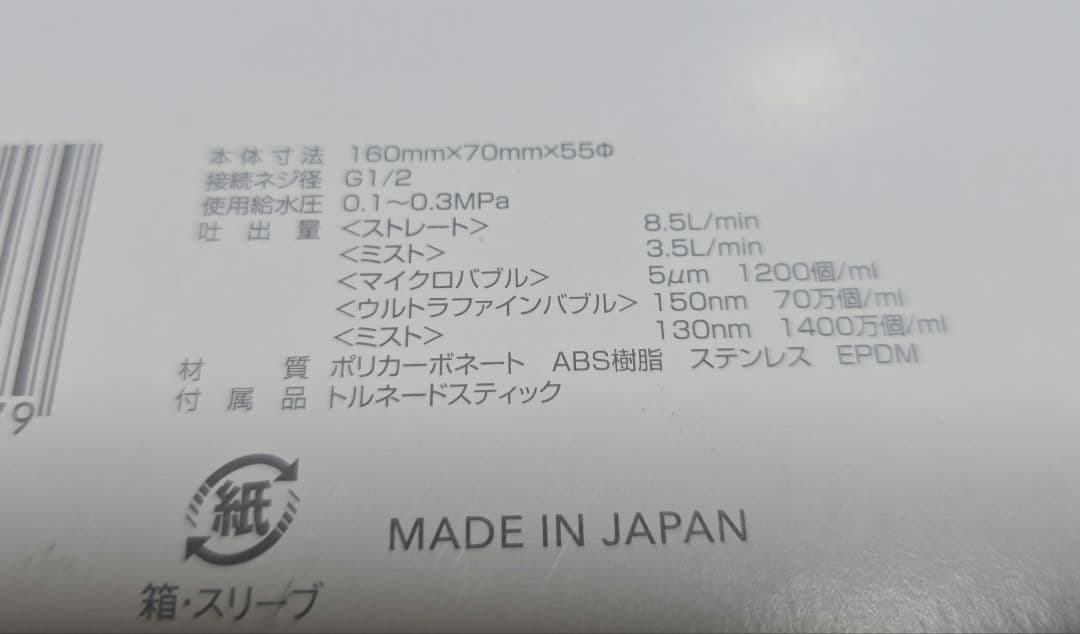 本体寸法 160mm×70mm×55Φ
接続ネジ径 G1/2
使用給水圧 0.1～0.3MPa
吐出量 <ストレート> 8.5L/min
<ミスト> 3.5L/min
<マイクロバブル> 5μm 1200個/ml
<ウルトラファインバブル> 150nm 70万個/ml
<ミスト> 130nm 1400万個/ml
材質 ポリカーボネート ABS樹脂 ステンレス EPDM
付属品 トルネードスティック
9
紙
MADE IN JAPAN
箱・スリーブ